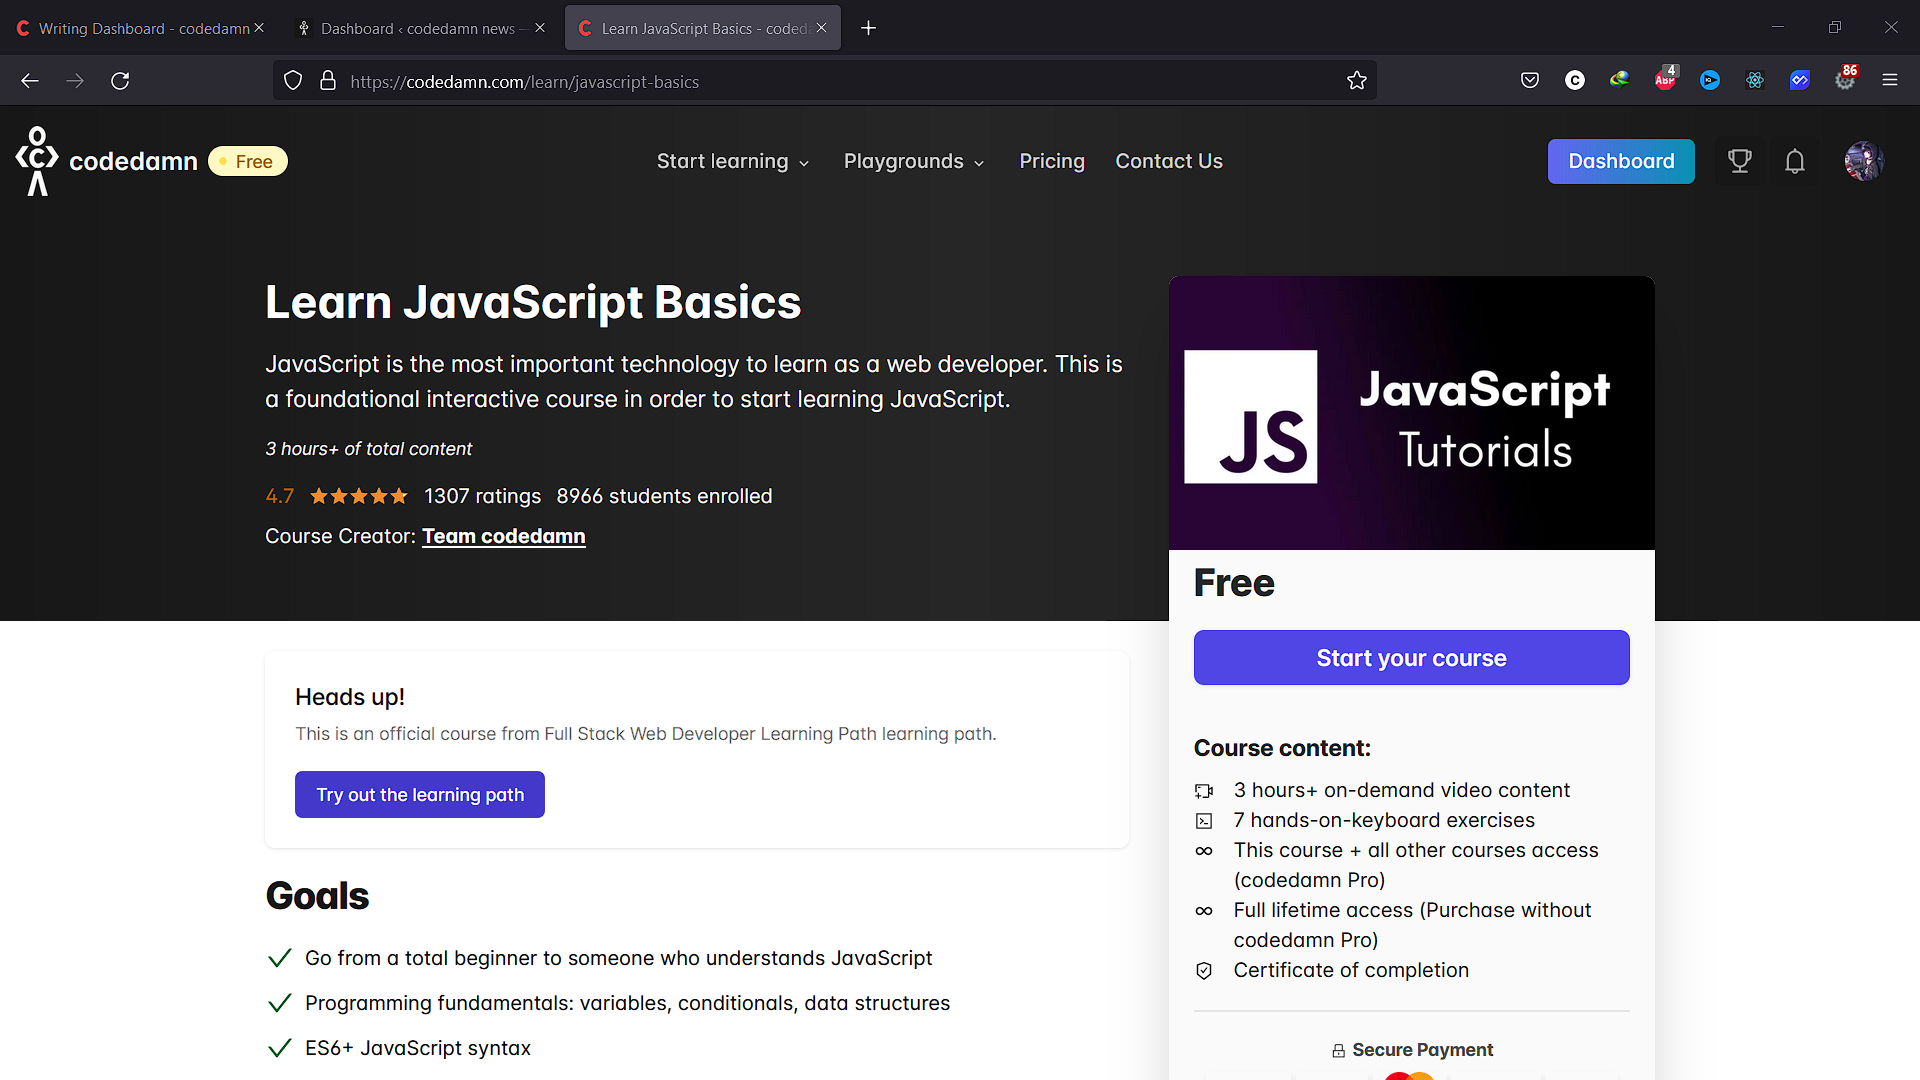 Writing Dashboard - codedamn
Dashboard ‹ codedamn news —
Learn JavaScript Basics - coded
https://codedamn.com/learn/javascript-basics
4
ABP
86
codedamn
Free
Start learning
Playgrounds
Pricing
Contact Us
Dashboard
Learn JavaScript Basics
JavaScript is the most important technology to learn as a web developer. This is
a foundational interactive course in order to start learning JavaScript.
3 hours+ of total content
4.7
1307 ratings
8966 students enrolled
Course Creator: Team codedamn
JS
JavaScript
Tutorials
Free
Start your course
Heads up!
This is an official course from Full Stack Web Developer Learning Path learning path.
Try out the learning path
Course content:
3 hours+ on-demand video content
7 hands-on-keyboard exercises
This course + all other courses access
(codedamn Pro)
Full lifetime access (Purchase without
codedamn Pro)
Certificate of completion
Secure Payment
Goals
Go from a total beginner to someone who understands JavaScript
Programming fundamentals: variables, conditionals, data structures
ES6+ JavaScript syntax